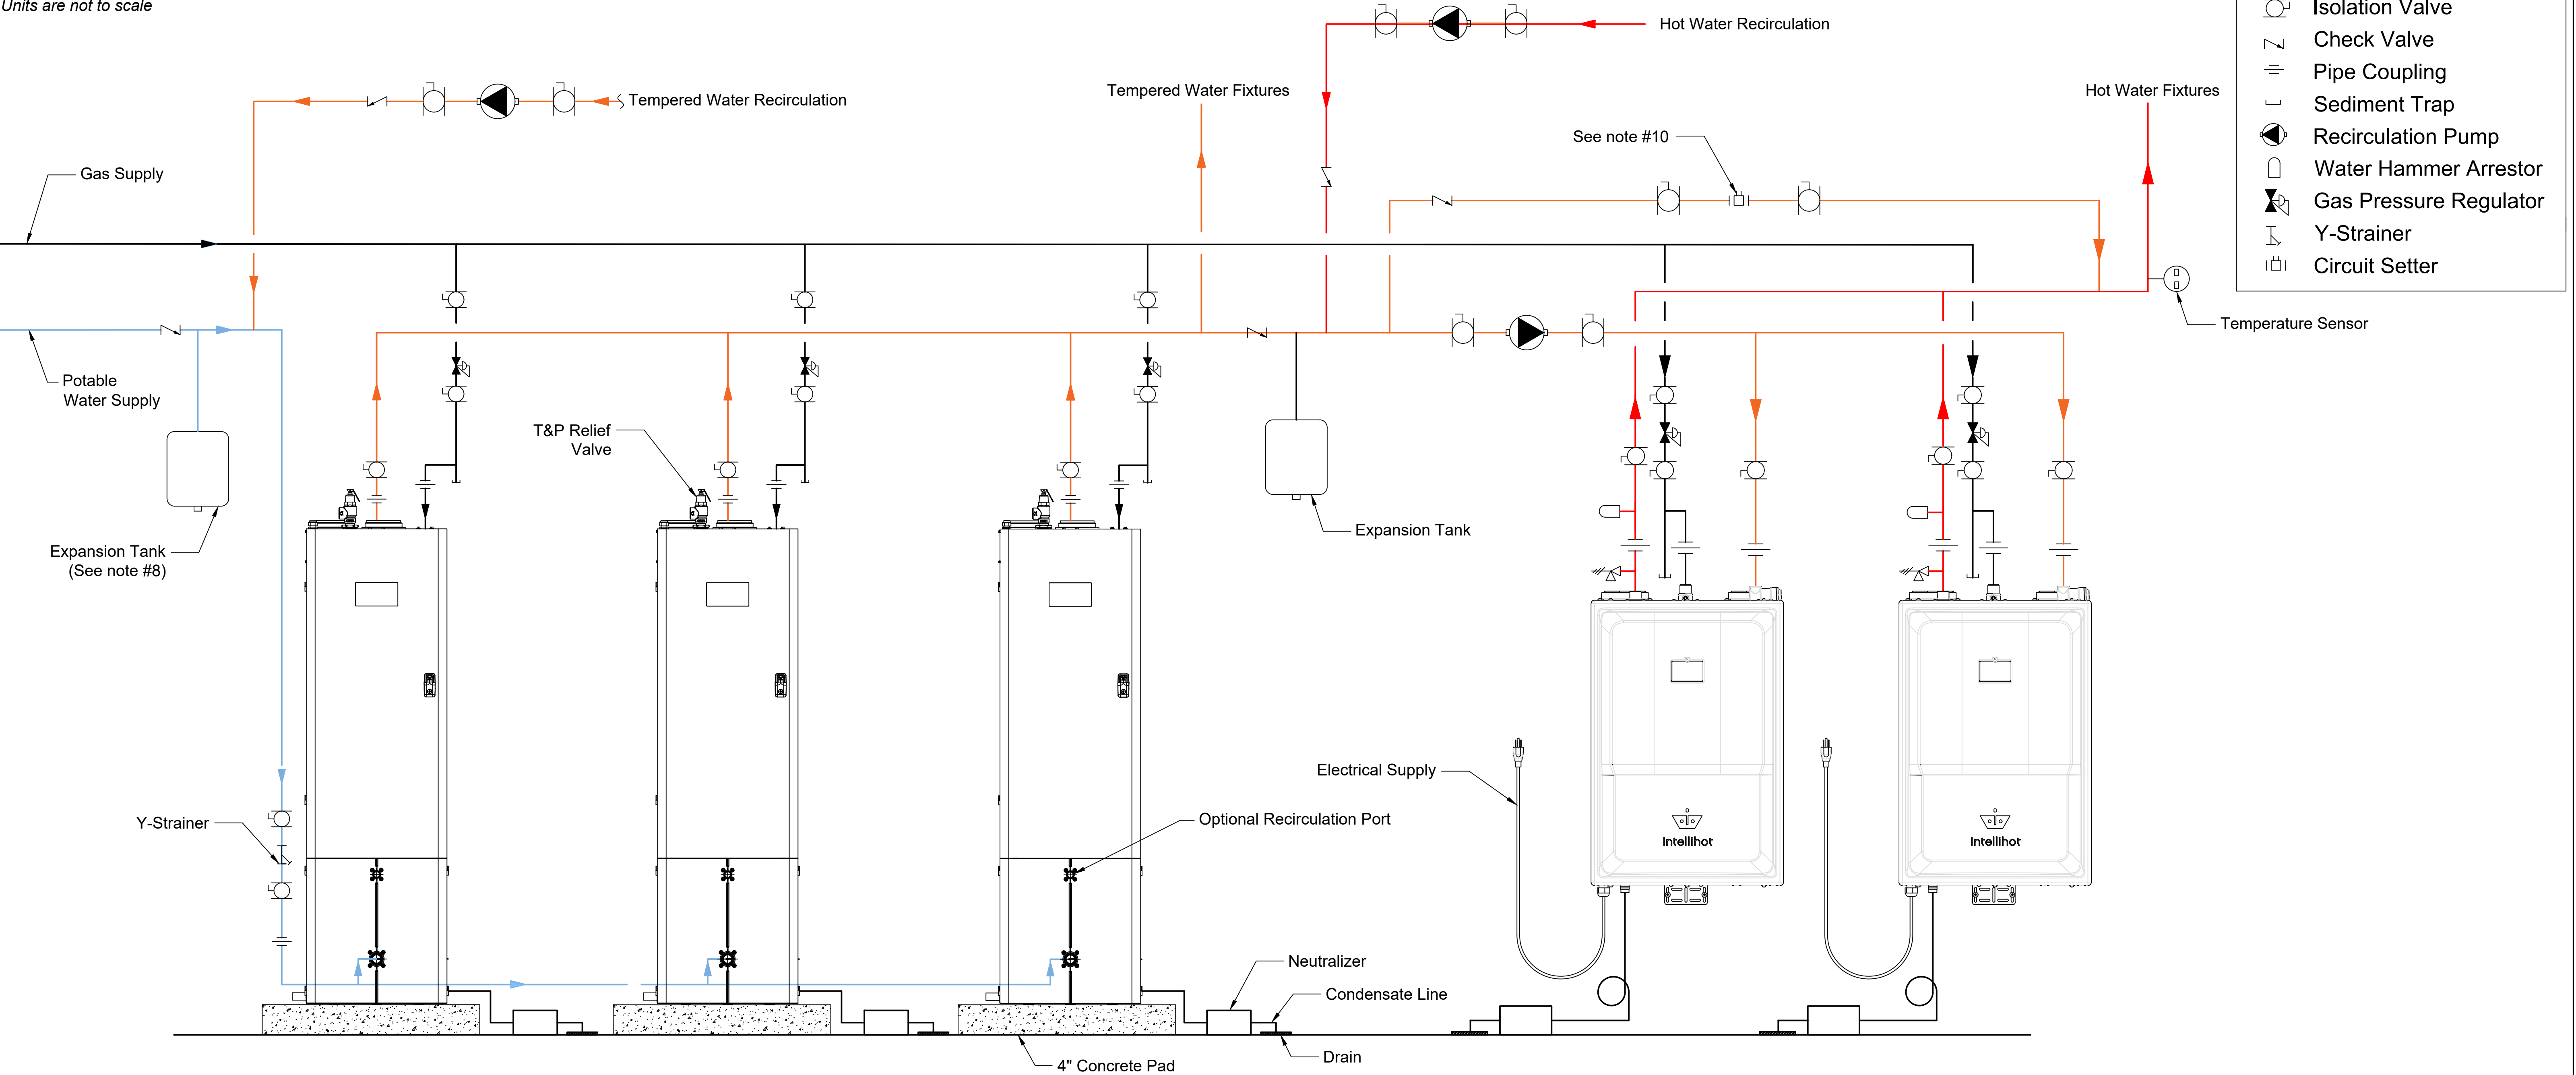 Units are not to scale
Hot Water Recirculation
Isolation Valve
Check Valve
Pipe Coupling
Sediment Trap
Recirculation Pump
Water Hammer Arrestor
Gas Pressure Regulator
Y-Strainer
Circuit Setter
Tempered Water Recirculation
Tempered Water Fixtures
Hot Water Fixtures
See note #10
Gas Supply
Temperature Sensor
Potable
Water Supply
T&P Relief
Valve
Expansion Tank
(See note #8)
Expansion Tank
Electrical Supply
Y-Strainer
Optional Recirculation Port
Intellihot
Intellihot
Neutralizer
Condensate Line
Drain
4" Concrete Pad